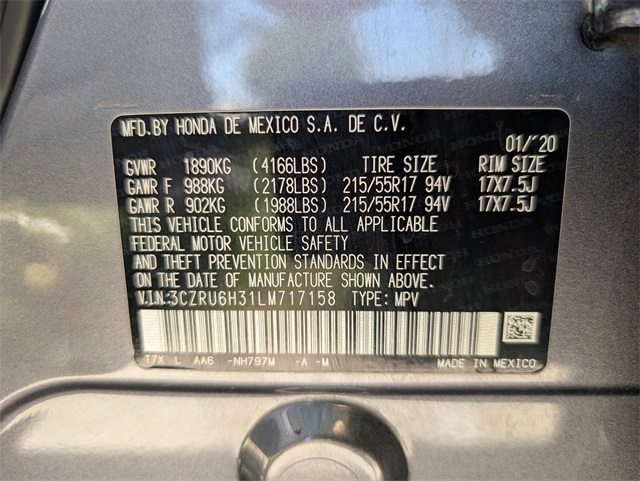 MFD.BY HONDA DE MEXICO S.A. DE C.V.
01/'20
GVWR 1890KG (4166LBS) TIRE SIZE RIM SIZE
GAWR F 988KG (2178LBS) 215/55R17 94V 17X7.5J
GAWR R 902KG (1988LBS) 215/55R17 94V 17X7.5J
THIS VEHICLE CONFORMS TO ALL APPLICABLE
FEDERAL MOTOR VEHICLE SAFETY
AND THEFT PREVENTION STANDARDS IN EFFECT
ON THE DATE OF MANUFACTURE SHOWN ABOVE.
V.I.N:3CZRU6H31LM717158 TYPE: MPV
T7X L AA6 -NH797M -A -M MADE IN MEXICO